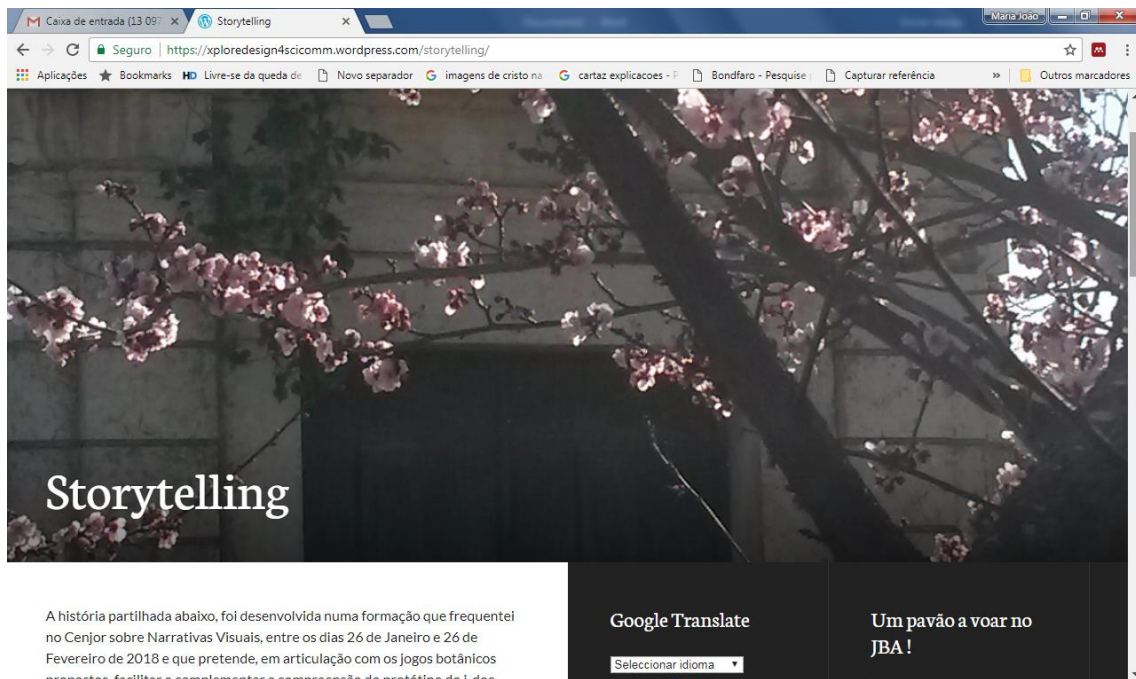 Caixa de entrada (13 097
Storytelling
Maria João
Seguro
https://xploredesign4scicomm.wordpress.com/storytelling/
Aplicações
Bookmarks
HD Livre-se da queda de
Novo separador
G imagens de cristo na
G cartaz explicacoes - P
Bondfaro - Pesquise
Capturar referência
»
Outros marcadores
Storytelling
A história partilhada abaixo, foi desenvolvida numa formação que frequentei
no Cenjor sobre Narrativas Visuais, entre os dias 26 de Janeiro e 26 de
Fevereiro de 2018 e que pretende, em articulação com os jogos botânicos
Google Translate
Seleccionar idioma
Um pavão a voar no
JBA !